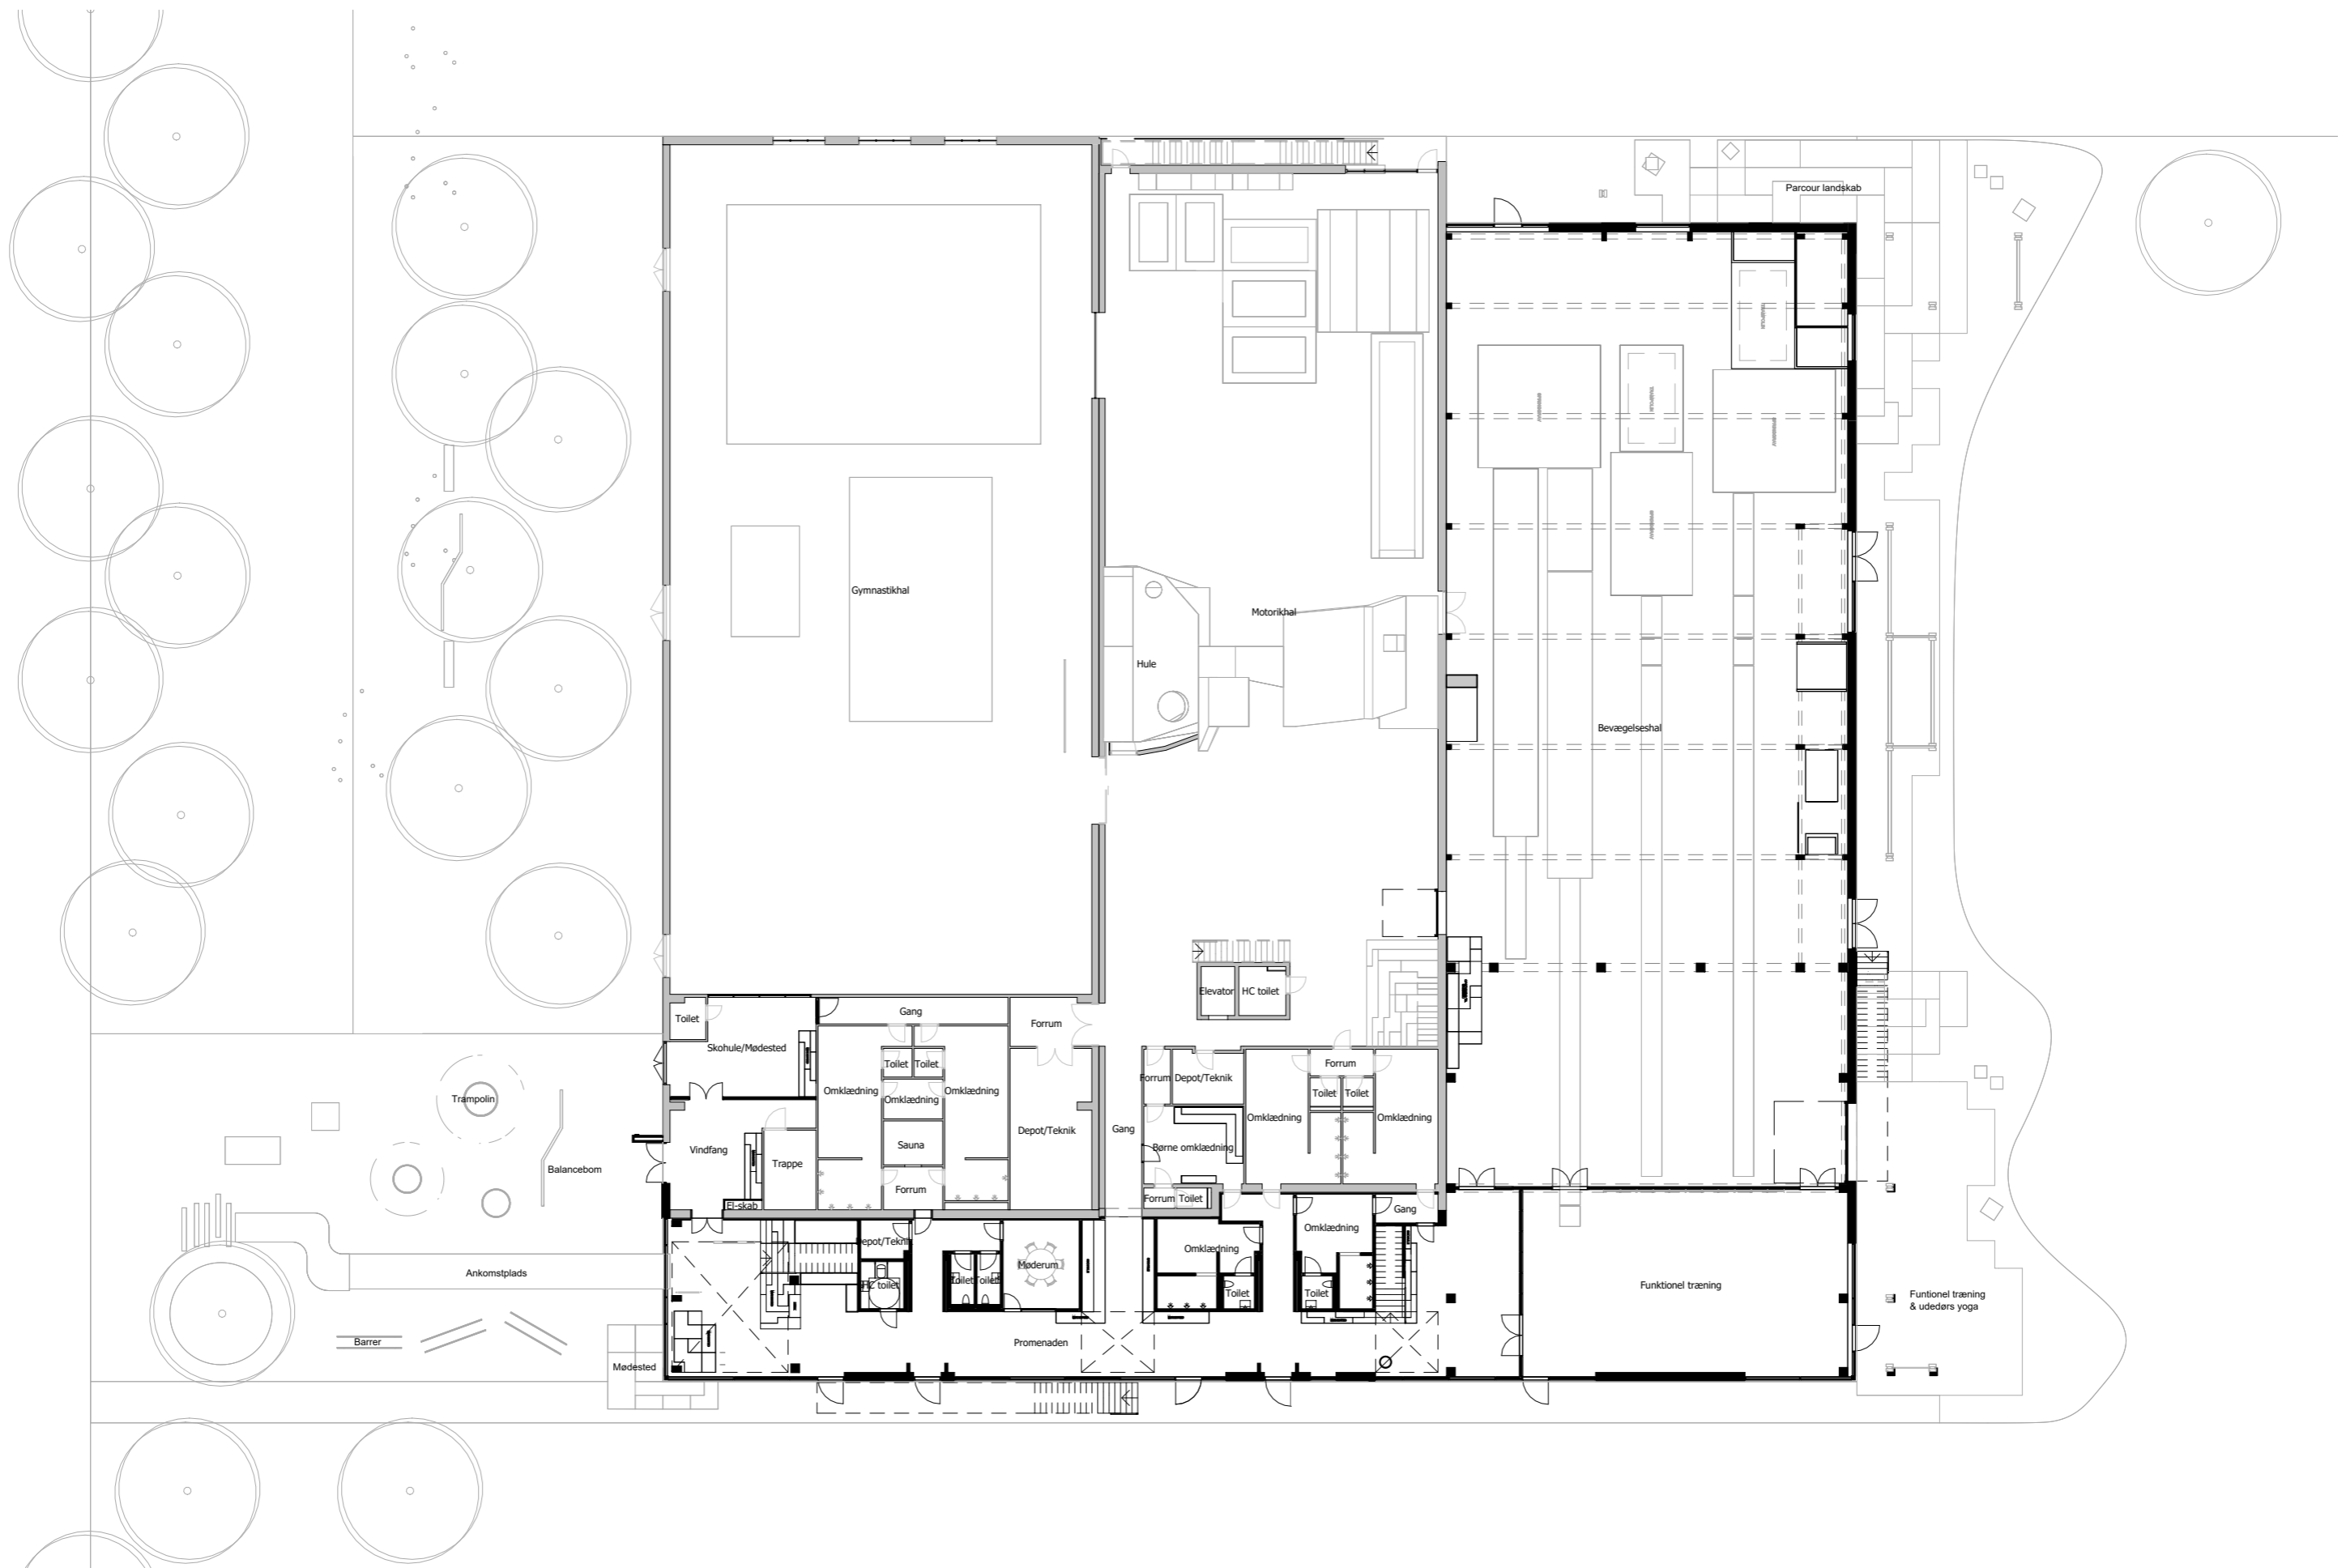 Parcour landskab
Gymnastikhal
Motorikhal
Hule
Bevægelseshal
Elevator
HC toilet
Toilet
Gang
Forrum
Skohule/Mødested
Toilet
Toilet
Omklædning
Omklædning
Omklædning
Sauna
Forrum
Depot/Teknik
Gang
Forrum
Depot/Teknik
Forrum
Toilet
Toilet
Omklædning
Omklædning
Børne omklædning
Forrum
Toilet
Trampolin
Balancebom
Vindfang
Trappe
El-skab
Ankomstplads
Barrer
Mødested
Depot/Teknik
HC toilet
Toilet
Toilet
Møderum
Promenaden
Omklædning
Toilet
Omklædning
Toilet
Gang
Funktionel træning
Funtionel træning
& udedørs yoga